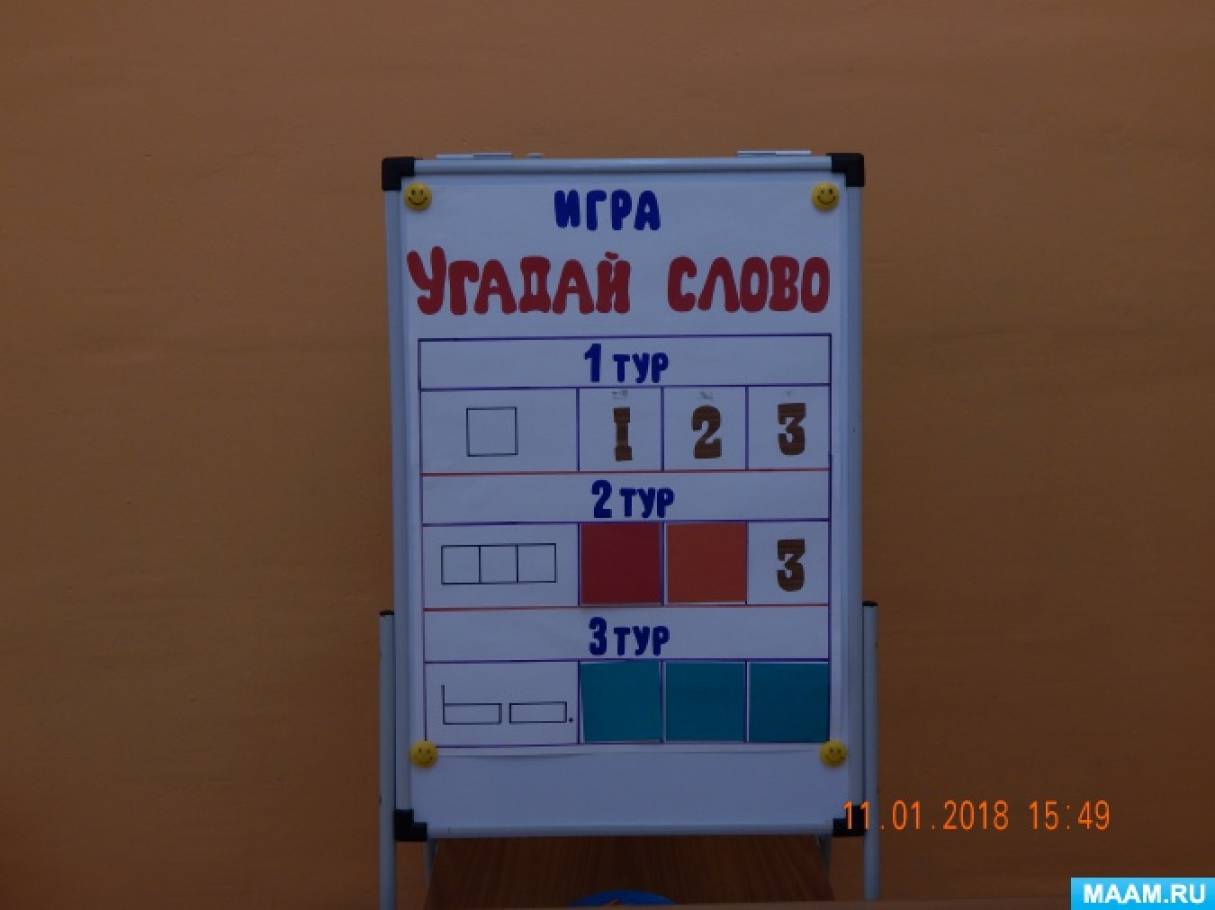 ИГРА
УГАДАЙ СЛОВО
1 ТУР
1 2 3
2 ТУР
3
3 ТУР
11.01.2018 15:49
MAAM.RU